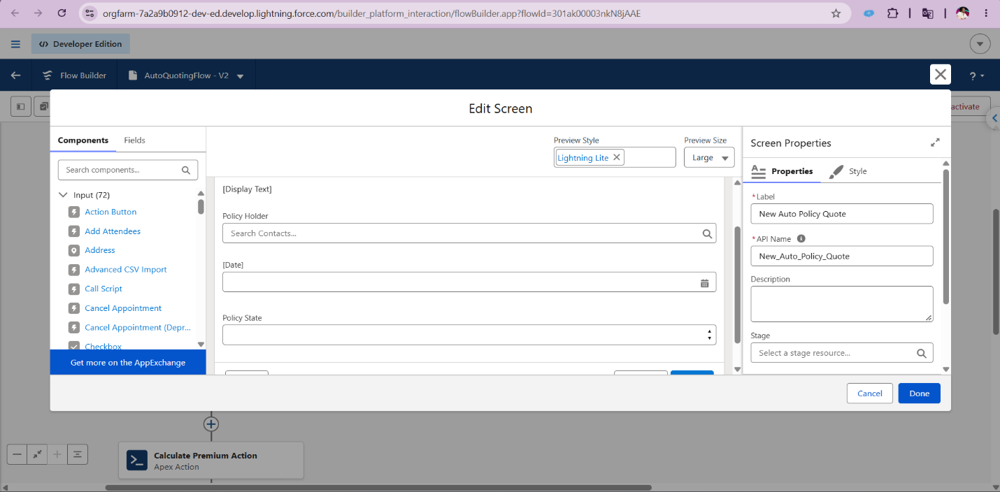 orgfarm-7a2a9b0912-dev-ed.develop.lightning.force.com/builder_platform_interaction/flowBuilder.app?flowId=301ak00003nkN8jAAE
</> Developer Edition
Flow Builder
AutoQuotingFlow - V2
?
activate
Edit Screen
Components
Fields
Search components...
Input (72)
Action Button
Add Attendees
Address
Advanced CSV Import
Call Script
Cancel Appointment
Cancel Appointment (Depr...
Checkbox
Get more on the AppExchange
Preview Style
Lightning Lite
Preview Size
Large
[Display Text]
Policy Holder
Search Contacts...
[Date]
Policy State
Screen Properties
Properties
Style
*Label
New Auto Policy Quote
*API Name
New_Auto_Policy_Quote
Description
Stage
Select a stage resource...
Cancel
Done
Calculate Premium Action
Apex Action